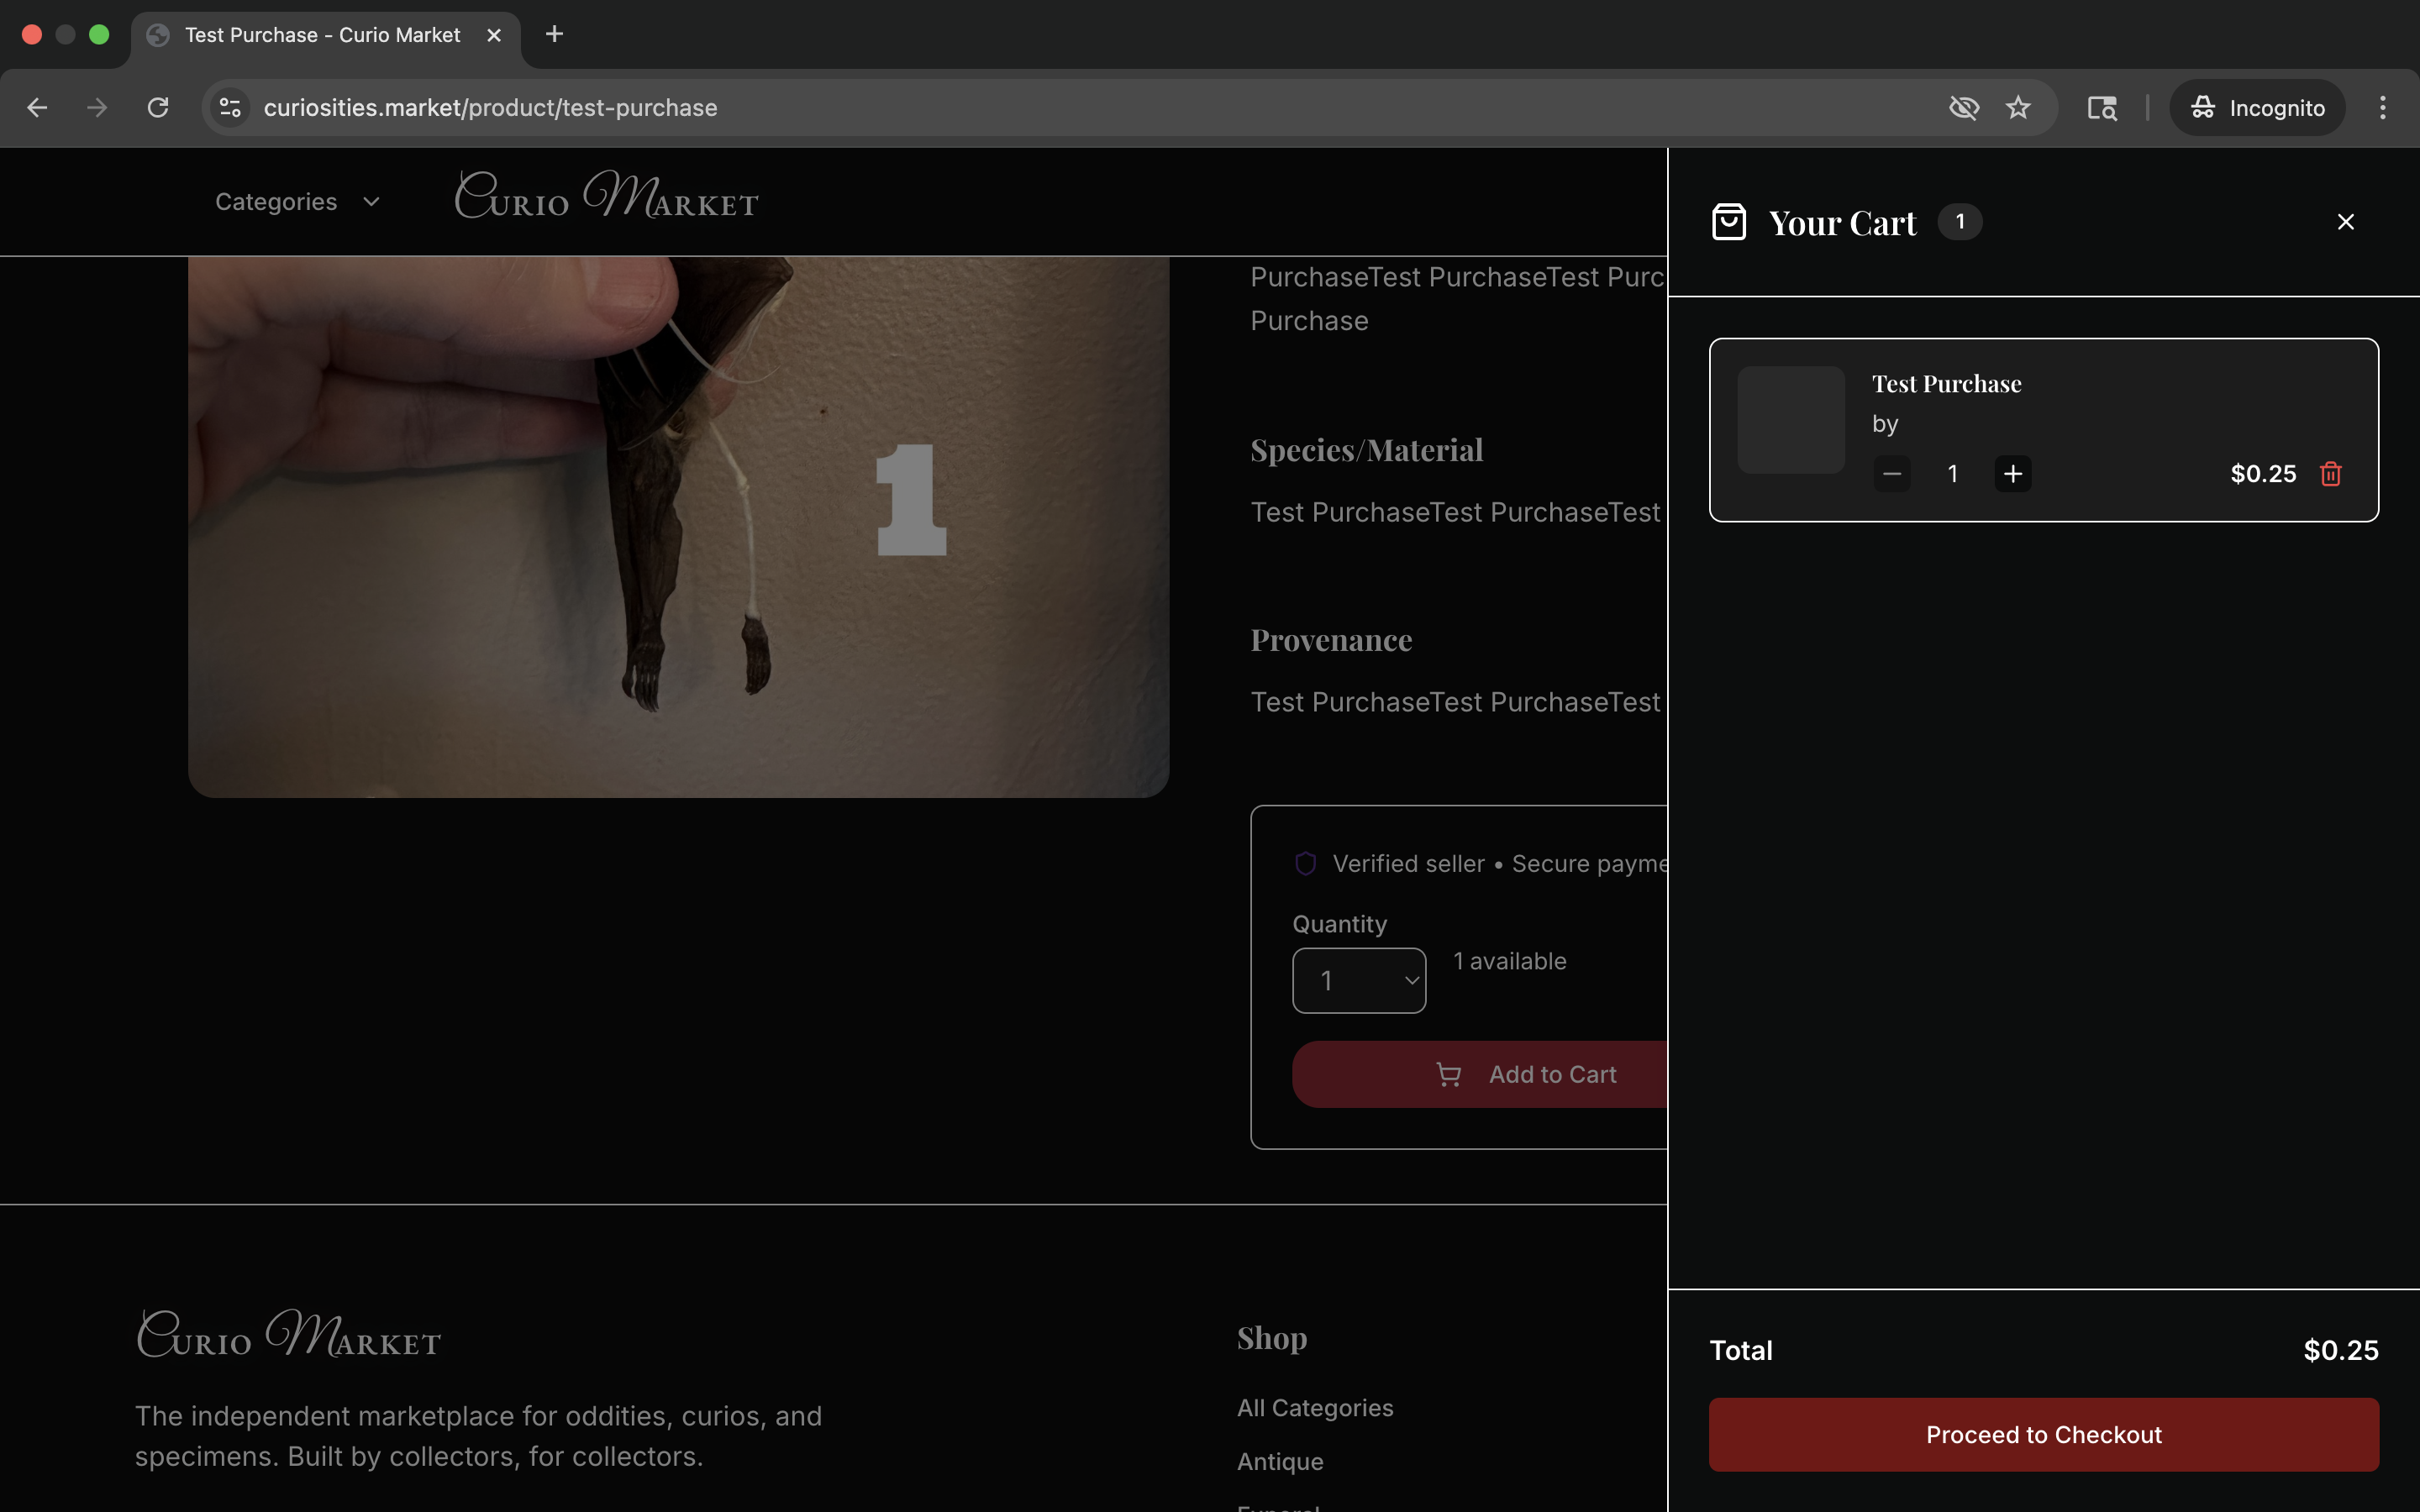 Test Purchase - Curio Market
curiosities.market/product/test-purchase
Incognito
Categories
Curio Market
PurchaseTest PurchaseTest Purc
Purchase
Species/Material
Test PurchaseTest PurchaseTest
Provenance
Test PurchaseTest PurchaseTest
1
Verified seller • Secure payme
Quantity
1
1 available
Add to Cart
Your Cart 1
Test Purchase
by
1
$0.25
Total $0.25
Proceed to Checkout
Curio Market
The independent marketplace for oddities, curios, and
specimens. Built by collectors, for collectors.
Shop
All Categories
Antique